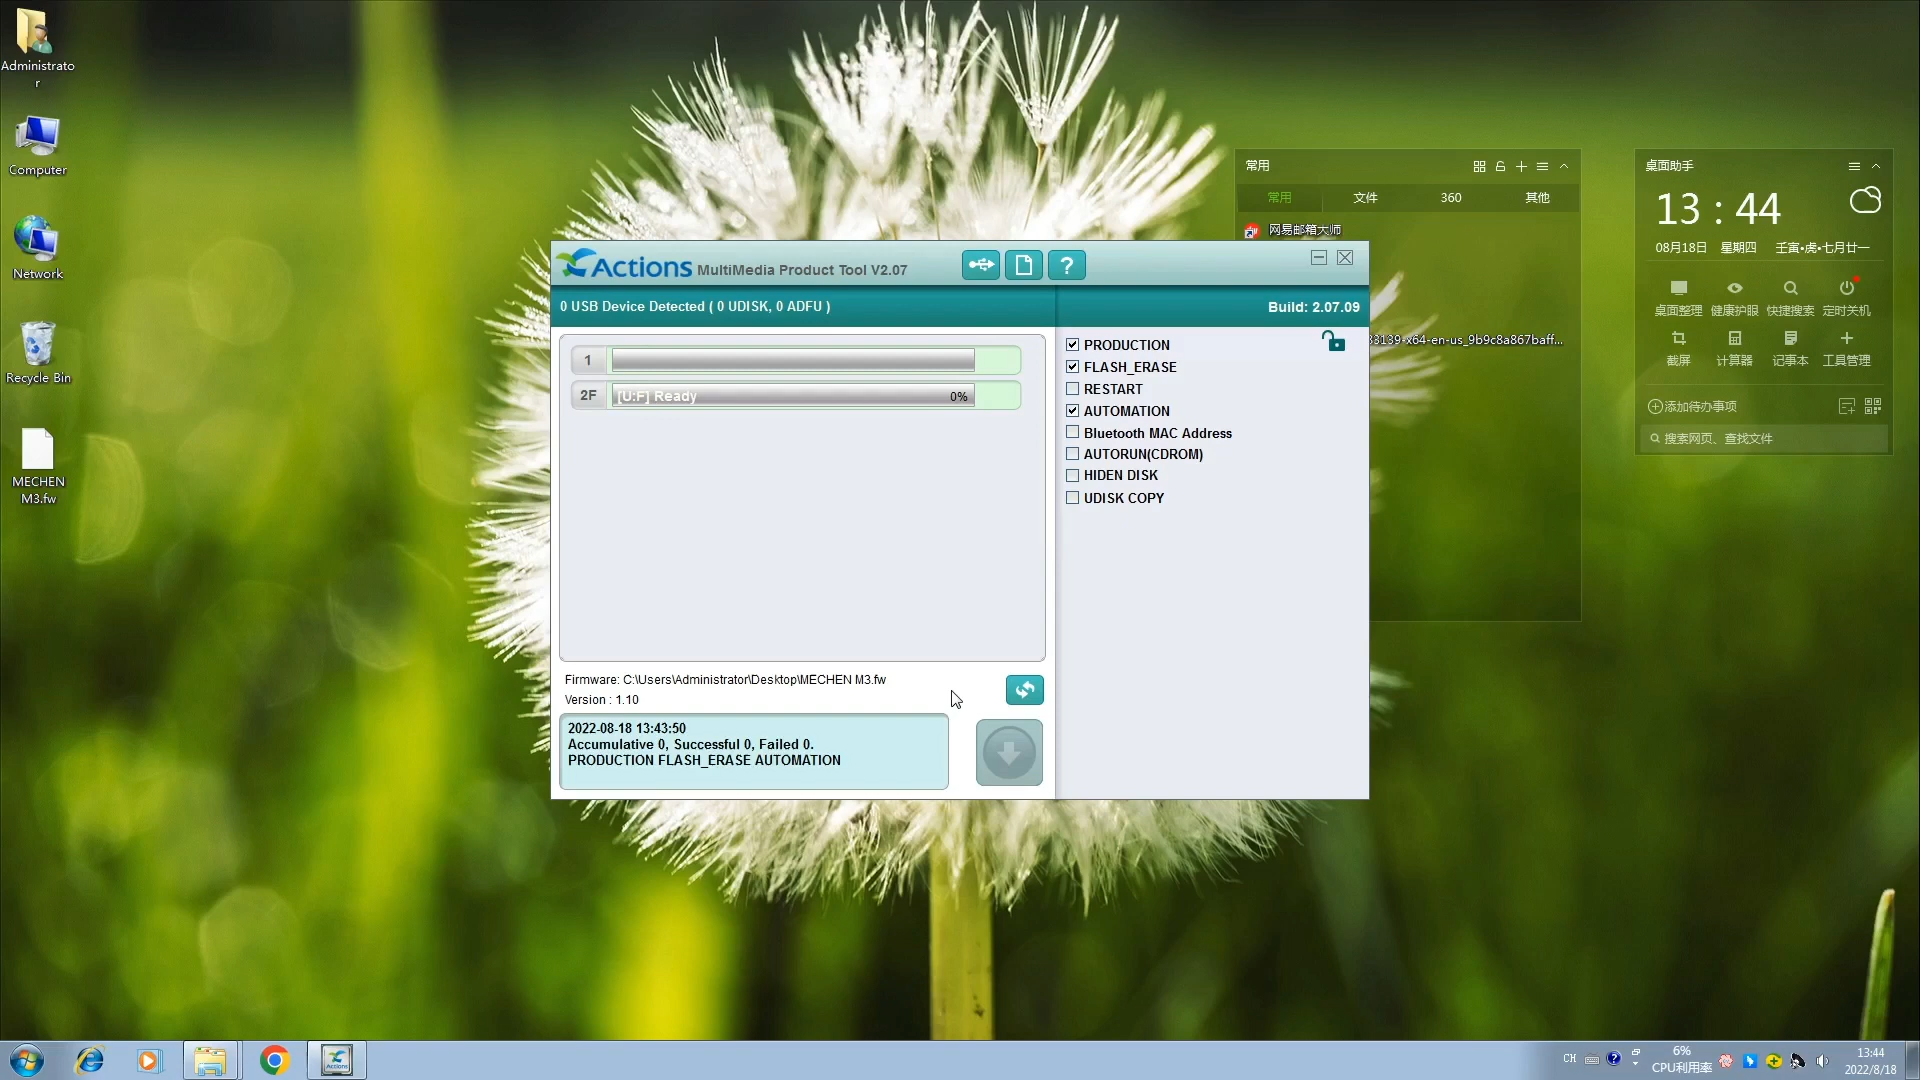 Administrato
r
Computer
Network
Recycle Bin
MECHEN
M3.fw
常用
常用 文件 360 其他
网易邮箱大师
33139-x64-en-us_9b9c8a867baff...
桌面助手
13 : 44
08月18日 星期四 壬寅•虎•七月廿一
桌面整理 健康护眼 快捷搜索 定时关机
截屏 计算器 记事本 工具管理
添加待办事项
搜索网页、查找文件
Actions MultiMedia Product Tool V2.07
?
0 USB Device Detected ( 0 UDISK, 0 ADFU )
Build: 2.07.09
1
2F [U:F] Ready 0%
PRODUCTION
FLASH_ERASE
RESTART
AUTOMATION
Bluetooth MAC Address
AUTORUN(CDROM)
HIDEN DISK
UDISK COPY
Firmware: C:\Users\Administrator\Desktop\MECHEN M3.fw
Version : 1.10
2022-08-18 13:43:50
Accumulative 0, Successful 0, Failed 0.
PRODUCTION FLASH_ERASE AUTOMATION
Actions
CH
6%
CPU利用率
13:44
2022/8/18